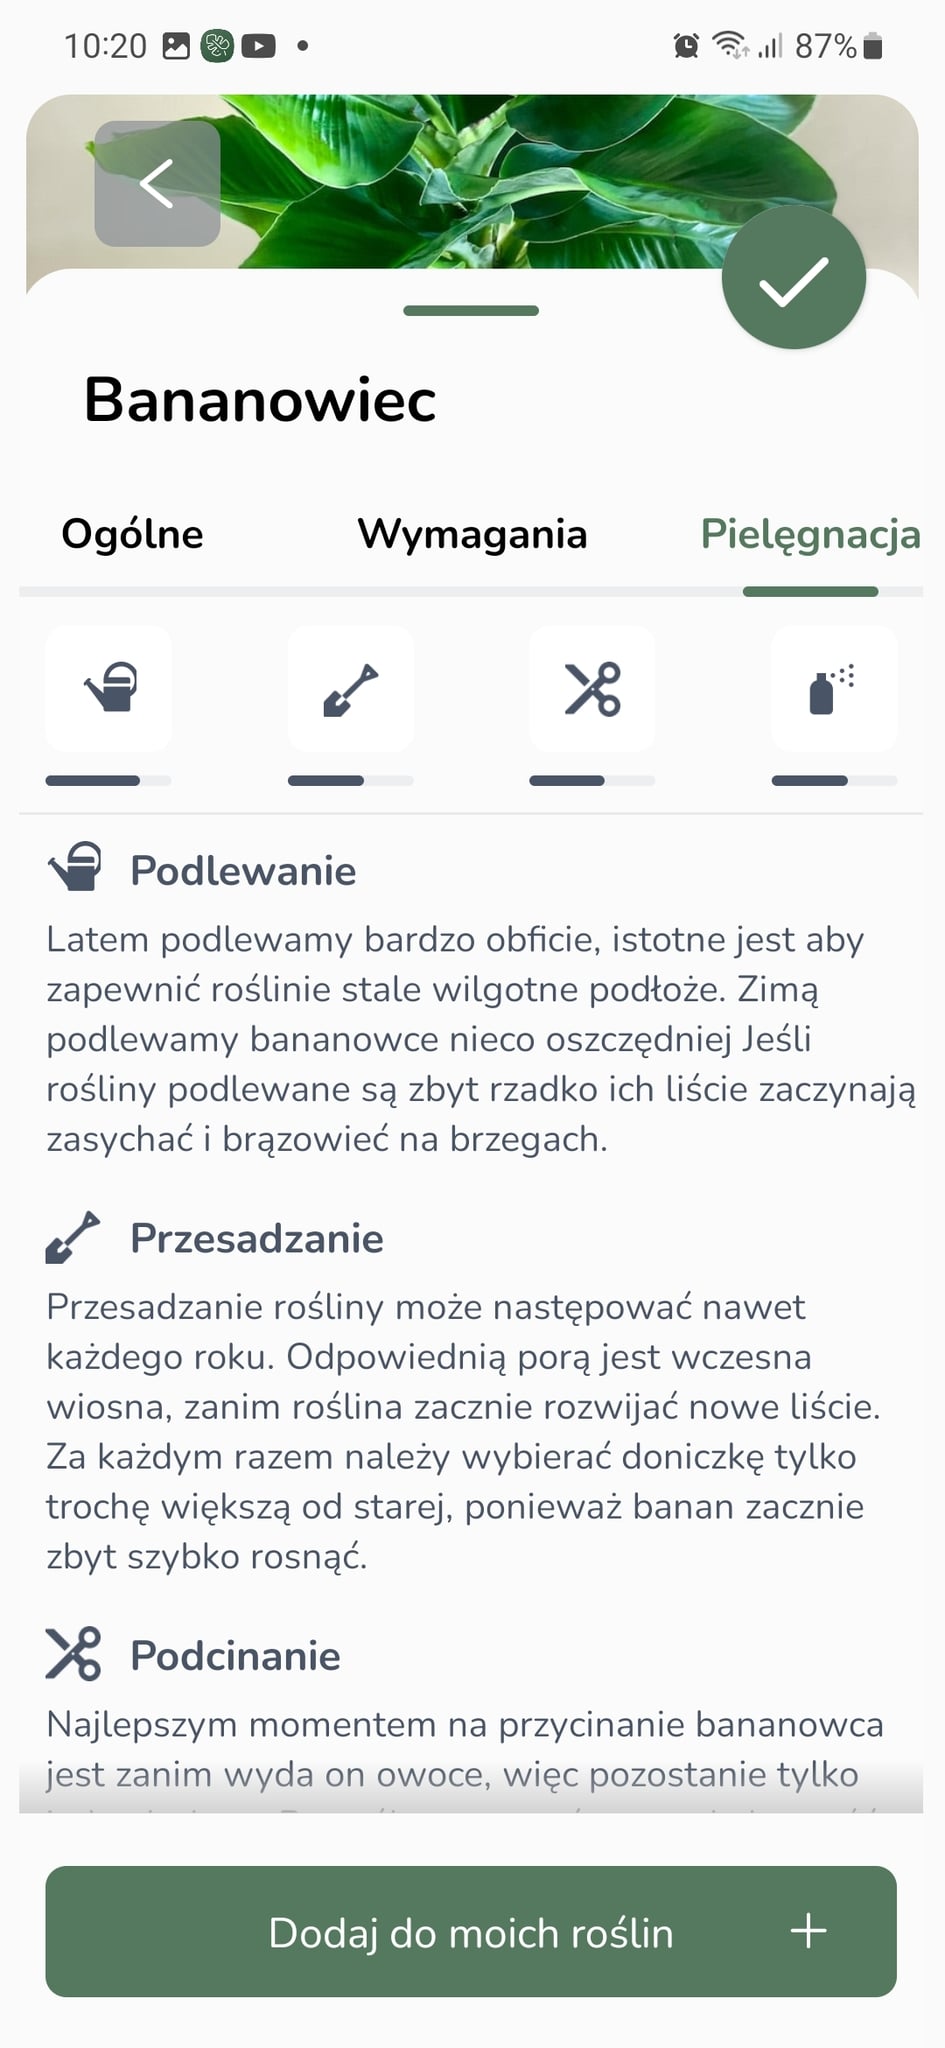 10:20
87%
Bananowiec
Ogólne Wymagania Pielęgnacja
Podlewanie
Latem podlewamy bardzo obficie, istotne jest aby
zapewnić roślinie stale wilgotne podłoże. Zimą
podlewamy bananowce nieco oszczędniej Jeśli
rośliny podlewane są zbyt rzadko ich liście zaczynają
zasychać i brązowieć na brzegach.
Przesadzanie
Przesadzanie rośliny może następować nawet
każdego roku. Odpowiednią porą jest wczesna
wiosna, zanim roślina zacznie rozwijać nowe liście.
Za każdym razem należy wybierać doniczkę tylko
trochę większą od starej, ponieważ banan zacznie
zbyt szybko rosnąć.
Podcinanie
Najlepszym momentem na przycinanie bananowca
jest zanim wyda on owoce, więc pozostanie tylko
Dodaj do moich roślin